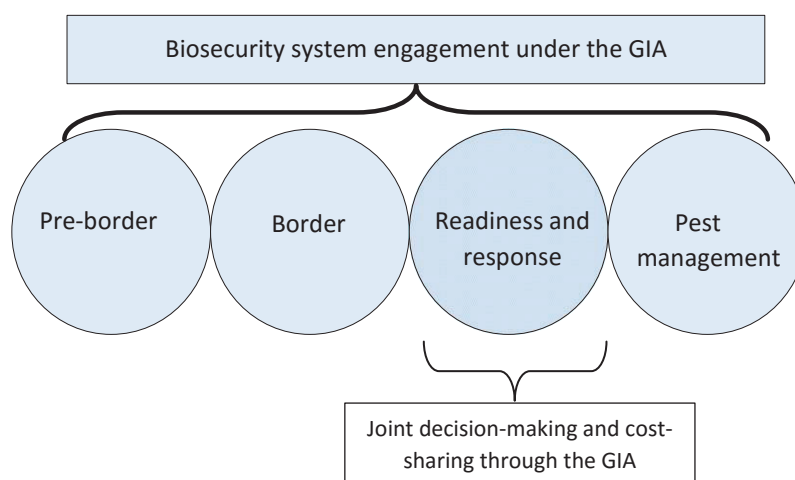 Biosecurity system engagement under the GIA
Pre-border
Border
Readiness and
response
Pest
management
Joint decision-making and cost-
sharing through the GIA